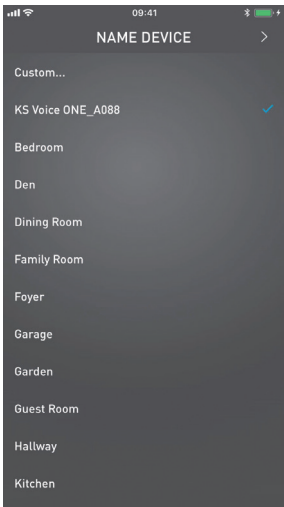 09:41
NAME DEVICE
Custom...
KS Voice ONE_A088
Bedroom
Den
Dining Room
Family Room
Foyer
Garage
Garden
Guest Room
Hallway
Kitchen